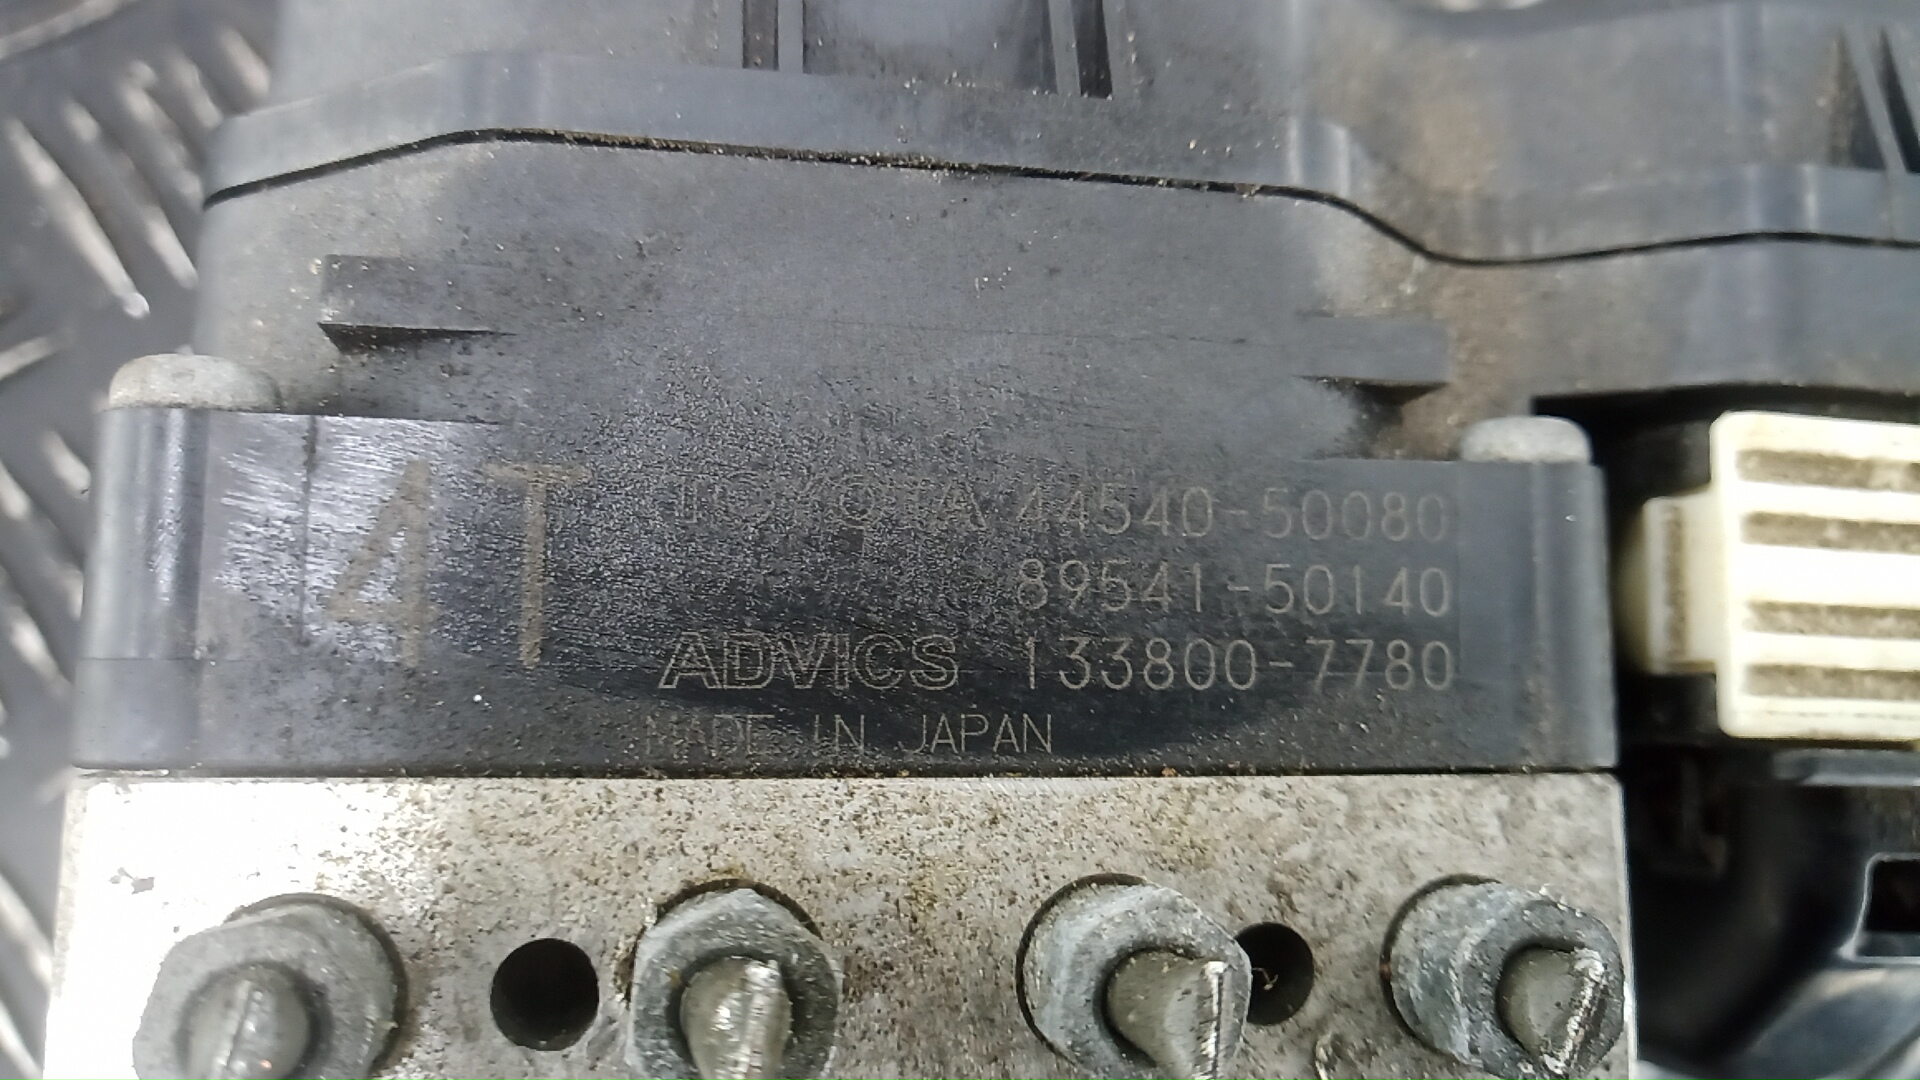 4T
TOYOTA 44540-50080
89541-50140
ADVICS 133800-7780
MADE IN JAPAN